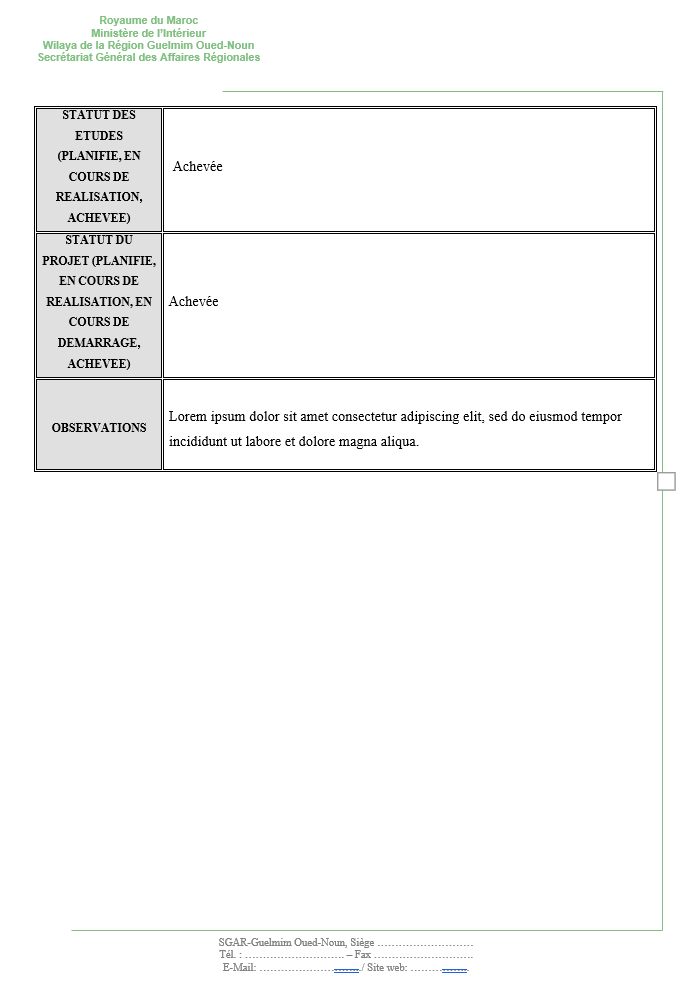 Royaume du Maroc
Ministère de l'Intérieur
Wilaya de la Région Guelmim Oued-Noun
Secrétariat Général des Affaires Régionales
STATUT DES
ETUDES
(PLANIFIE, EN
COURS DE
REALISATION,
ACHEVEE)
Achevée
STATUT DU
PROJET (PLANIFIE,
EN COURS DE
REALISATION, EN
COURS DE
DEMARRAGE,
ACHEVEE)
Achevée
OBSERVATIONS
Lorem ipsum dolor sit amet consectetur adipiscing elit, sed do eiusmod tempor
incididunt ut labore et dolore magna aliqua.
SGAR-Guelmim Oued-Noun, Siège ...........................
Tél. : ............................ – Fax ............................
E-Mail: ............................/ Site web: ................